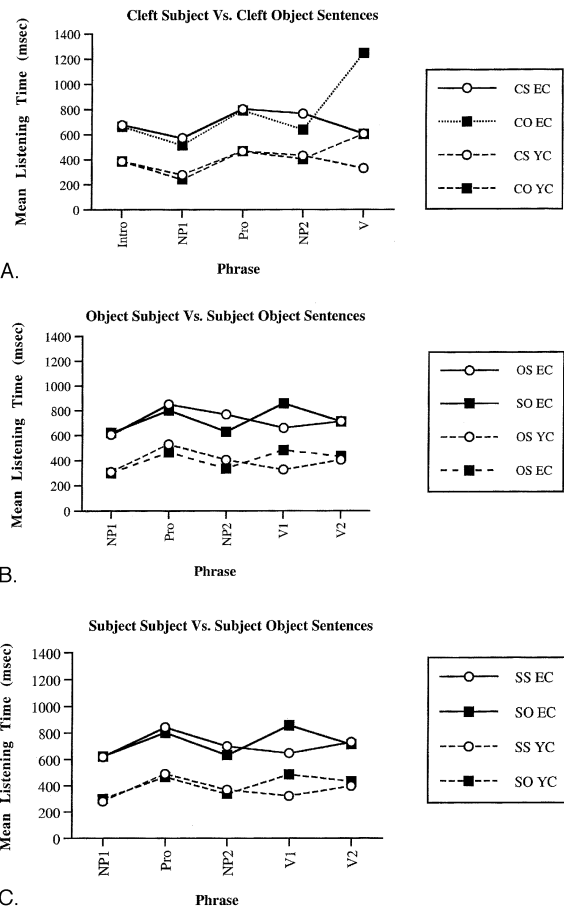 Cleft Subject Vs. Cleft Object Sentences
Mean Listening Time (msec)
1400
1200
1000
800
600
400
200
0
Intro
NP1
Pro
NP2
V
Phrase
CS EC
CO EC
CS YC
CO YC
A.
Object Subject Vs. Subject Object Sentences
Mean Listening Time (msec)
1400
1200
1000
800
600
400
200
0
NP1
Pro
NP2
V1
V2
Phrase
OS EC
SO EC
OS YC
OS EC
B.
Subject Subject Vs. Subject Object Sentences
Mean Listening Time (msec)
1400
1200
1000
800
600
400
200
0
NP1
Pro
NP2
V1
V2
Phrase
SS EC
SO EC
SS YC
SO YC
C.